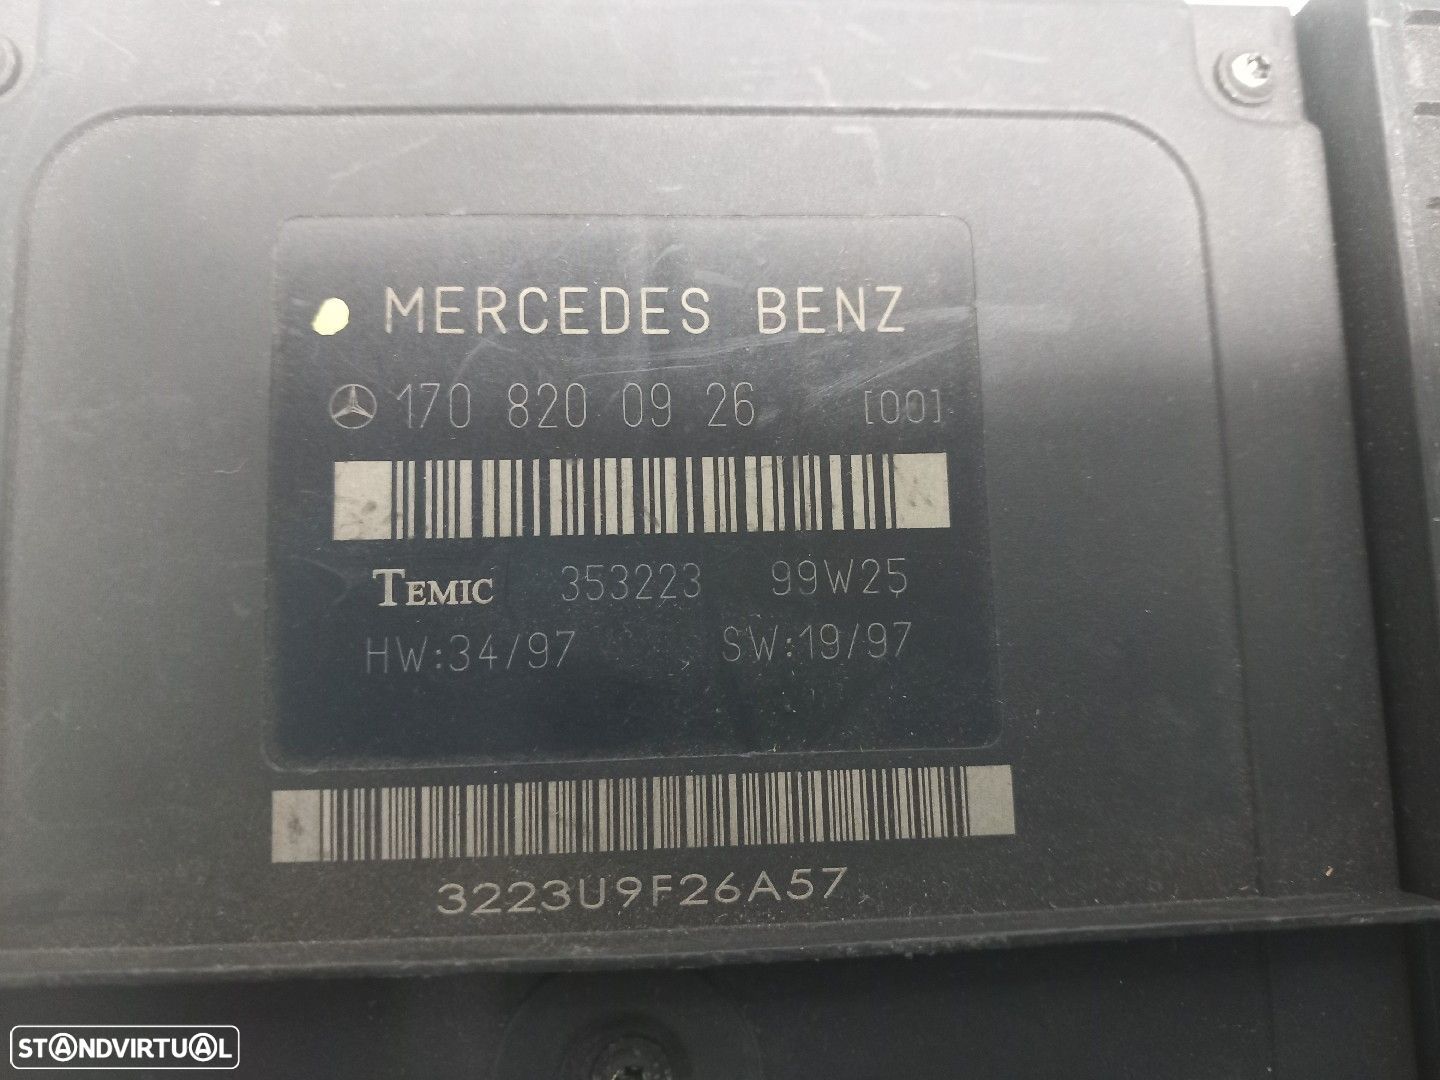 MERCEDES BENZ
170 820 09 26 [00]
TEMIC 353223 99W25
HW:34/97 SW:19/97
3223U9F26A57
STANDVIRTUAL